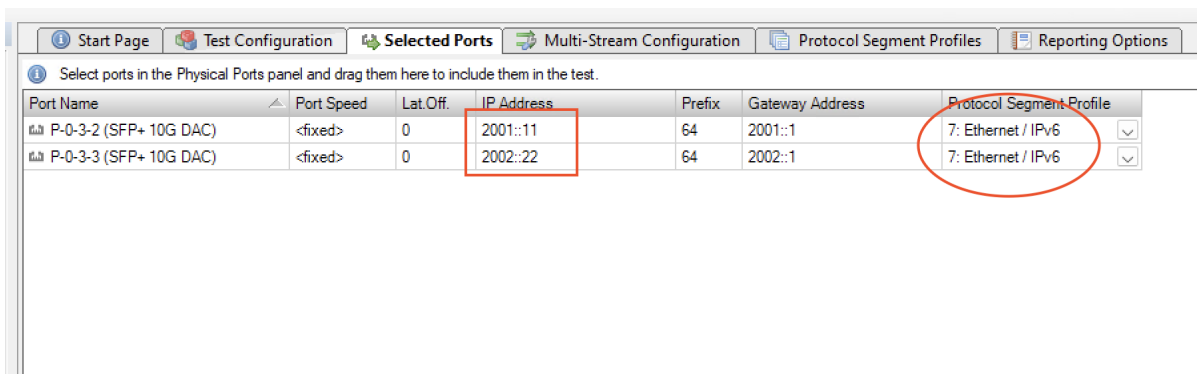 Start Page Test Configuration Selected Ports Multi-Stream Configuration Protocol Segment Profiles Reporting Options
Select ports in the Physical Ports panel and drag them here to include them in the test.
Port Name Port Speed Lat.Off. IP Address Prefix Gateway Address Protocol Segment Profile
P-0-3-2 (SFP+ 10G DAC) <fixed> 0 2001::11 64 2001::1 7: Ethernet / IPv6
P-0-3-3 (SFP+ 10G DAC) <fixed> 0 2002::22 64 2002::1 7: Ethernet / IPv6